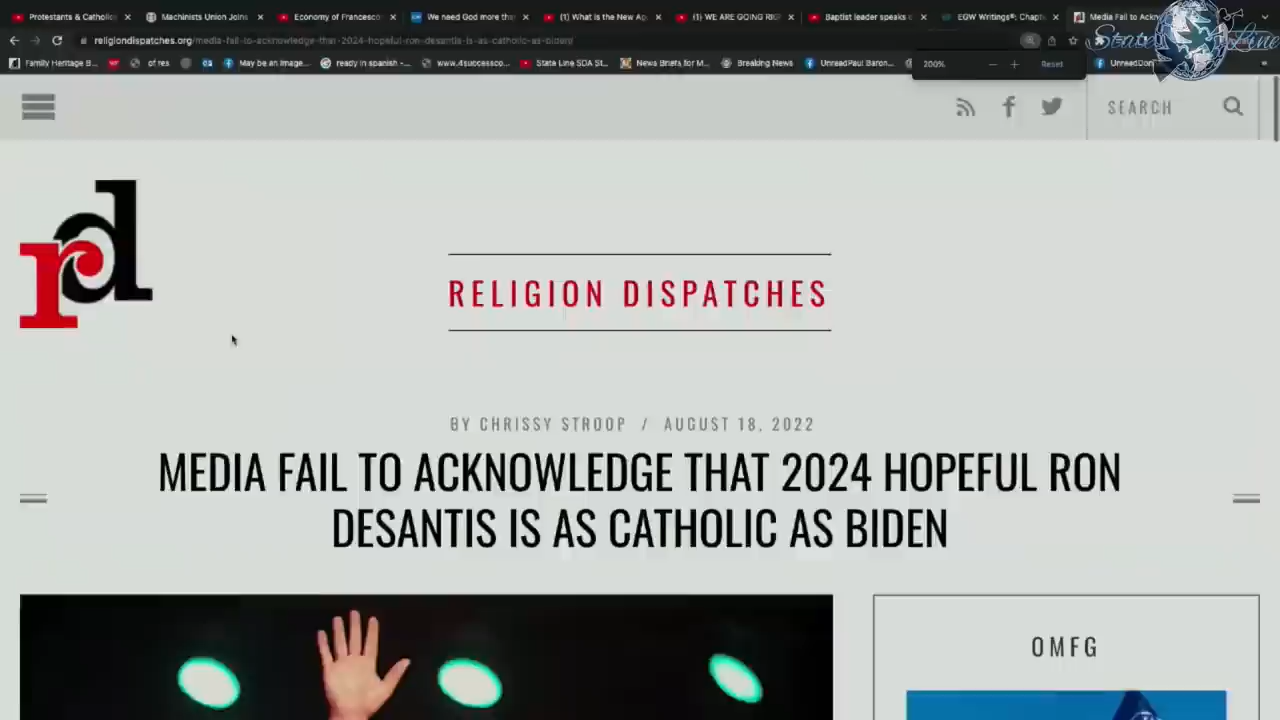 Protestants & Catholics
Machinists Union Joins
Economy of Francesco
We need God more tha
(1) What is the New Ap
(1) WE ARE GOING RIG
Baptist leader speaks
EGW Writings®: Chapt
Media Fail to Ackn
State Line
religiondispatches.org/media-fail-to-acknowledge-that-2024-hopeful-ron-desantis-is-as-catholic-as-biden/
Family Heritage B...
of res
May be an image...
ready in spanish -...
www.4successco...
State Line SDA St...
News Briefs for M...
Breaking News
UnreadPaul Baron...
200%
Reset
SEARCH
rd
RELIGION DISPATCHES
BY CHRISSY STROOP / AUGUST 18, 2022
MEDIA FAIL TO ACKNOWLEDGE THAT 2024 HOPEFUL RON
DESANTIS IS AS CATHOLIC AS BIDEN
OMFG